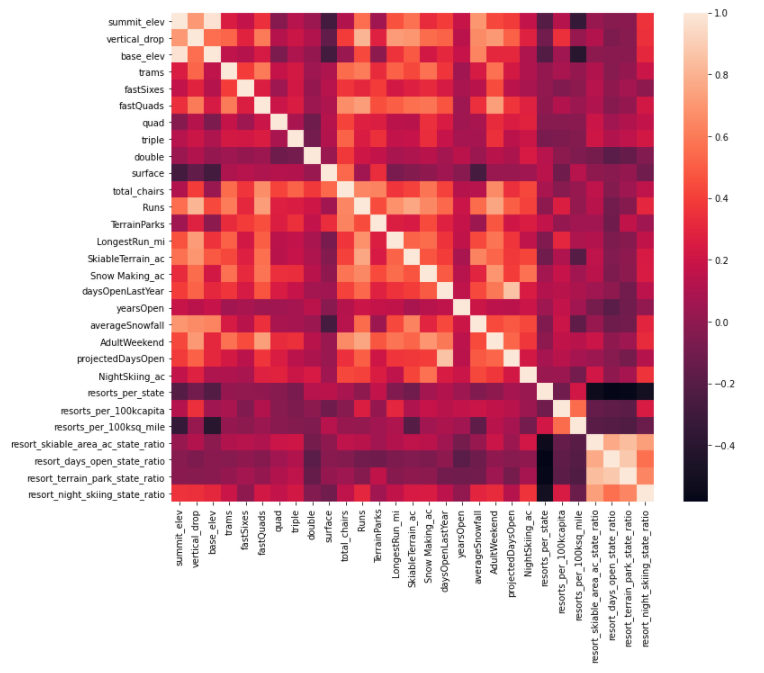 summit_elev
vertical_drop
base_elev
trams
fastSixes
fastQuads
quad
triple
double
surface
total_chairs
Runs
TerrainParks
LongestRun_mi
SkiableTerrain_ac
Snow Making_ac
daysOpenLastYear
yearsOpen
averageSnowfall
AdultWeekend
projectedDaysOpen
NightSkiing_ac
resorts_per_state
resorts_per_100kcapita
resorts_per_100ksq_mile
resort_skiable_area_ac_state_ratio
resort_days_open_state_ratio
resort_terrain_park_state_ratio
resort_night_skiing_state_ratio
summit_elev
vertical_drop
base_elev
trams
fastSixes
fastQuads
quad
triple
double
surface
total_chairs
Runs
TerrainParks
LongestRun_mi
SkiableTerrain_ac
Snow Making_ac
daysOpenLastYear
yearsOpen
averageSnowfall
AdultWeekend
projectedDaysOpen
NightSkiing_ac
resorts_per_state
resorts_per_100kcapita
resorts_per_100ksq_mile
resort_skiable_area_ac_state_ratio
resort_days_open_state_ratio
resort_terrain_park_state_ratio
resort_night_skiing_state_ratio
1.0
0.8
0.6
0.4
0.2
0.0
−0.2
−0.4